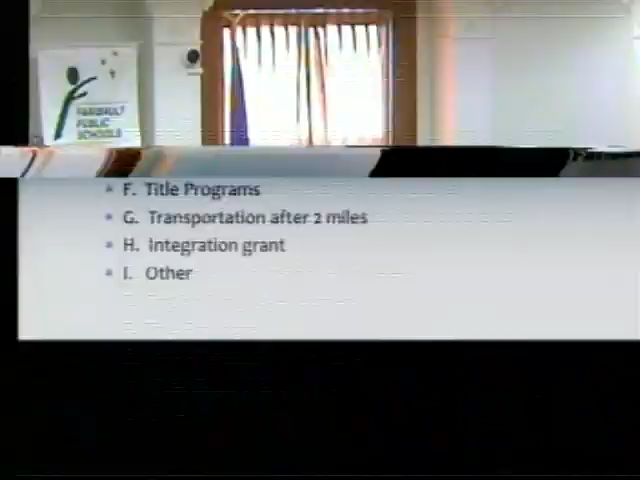 FARIBAULT
PUBLIC
SCHOOLS
• F. Title Programs
• G. Transportation after 2 miles
• H. Integration grant
• I. Other